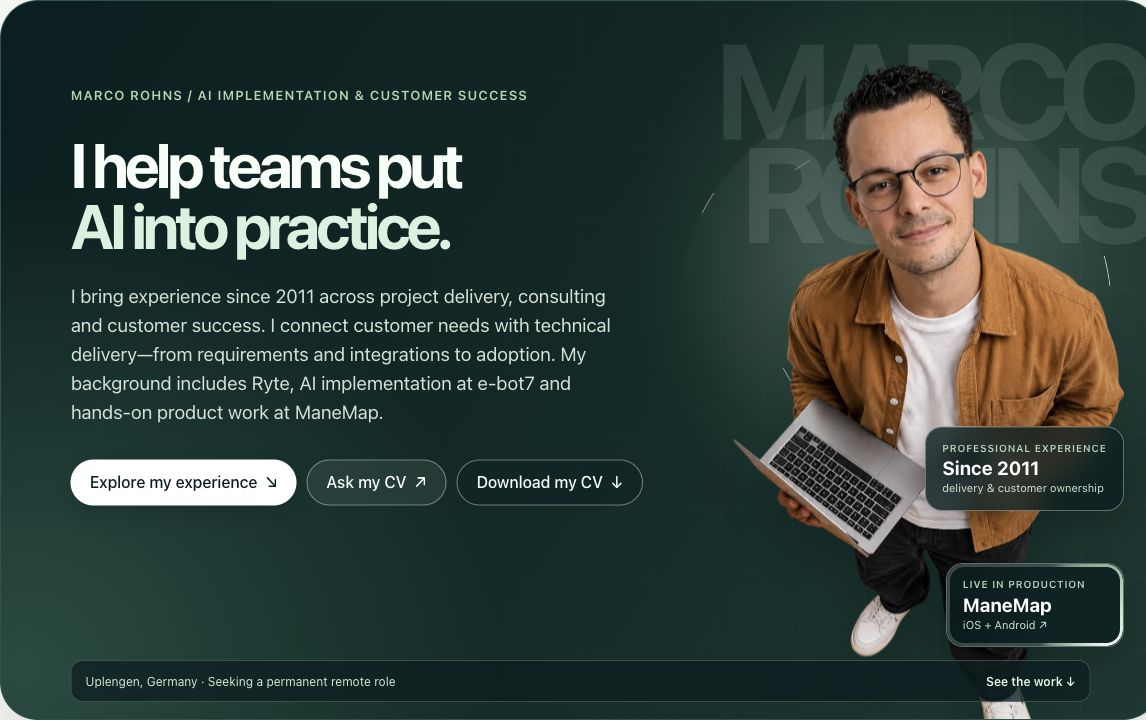 MARCO
ROHNS
MARCO ROHNS / AI IMPLEMENTATION & CUSTOMER SUCCESS
I help teams put
AI into practice.
I bring experience since 2011 across project delivery, consulting
and customer success. I connect customer needs with technical
delivery—from requirements and integrations to adoption. My
background includes Ryte, AI implementation at e-bot7 and
hands-on product work at ManeMap.
Explore my experience ↘
Ask my CV ↗
Download my CV ↓
PROFESSIONAL EXPERIENCE
Since 2011
delivery & customer ownership
LIVE IN PRODUCTION
ManeMap
iOS + Android ↗
Uplengen, Germany · Seeking a permanent remote role
See the work ↓